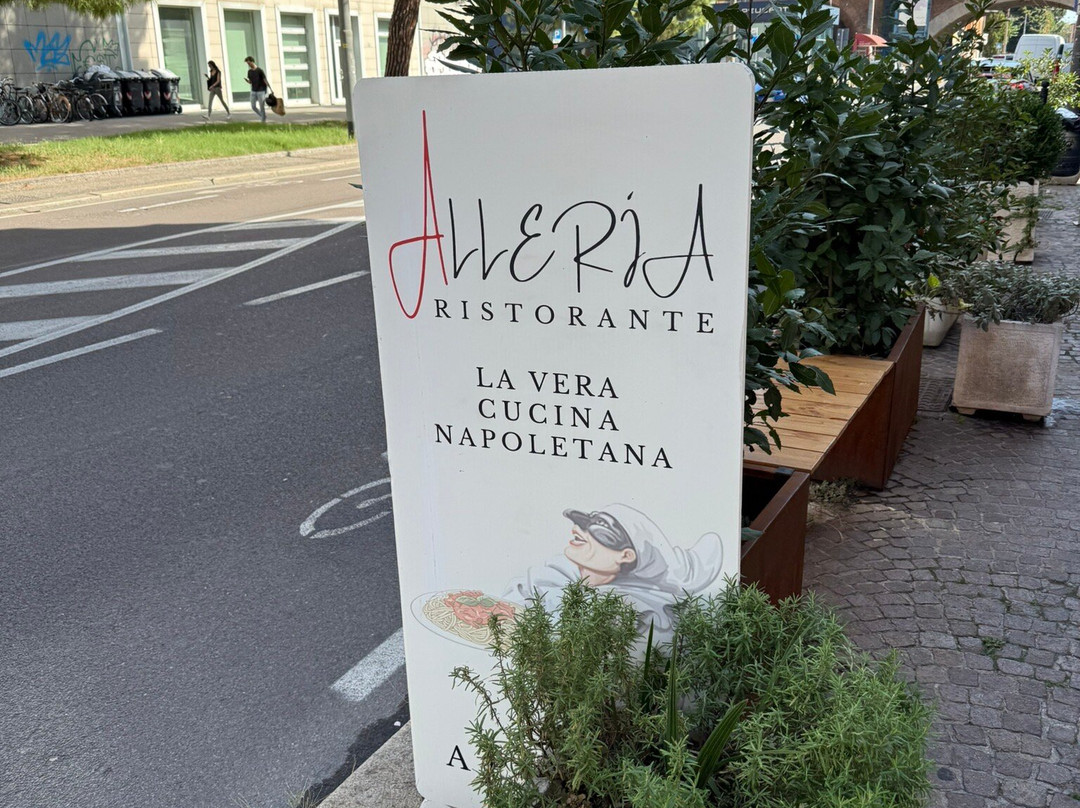 ALLERiA
RISTORANTE
LA VERA
CUCINA
NAPOLETANA
A